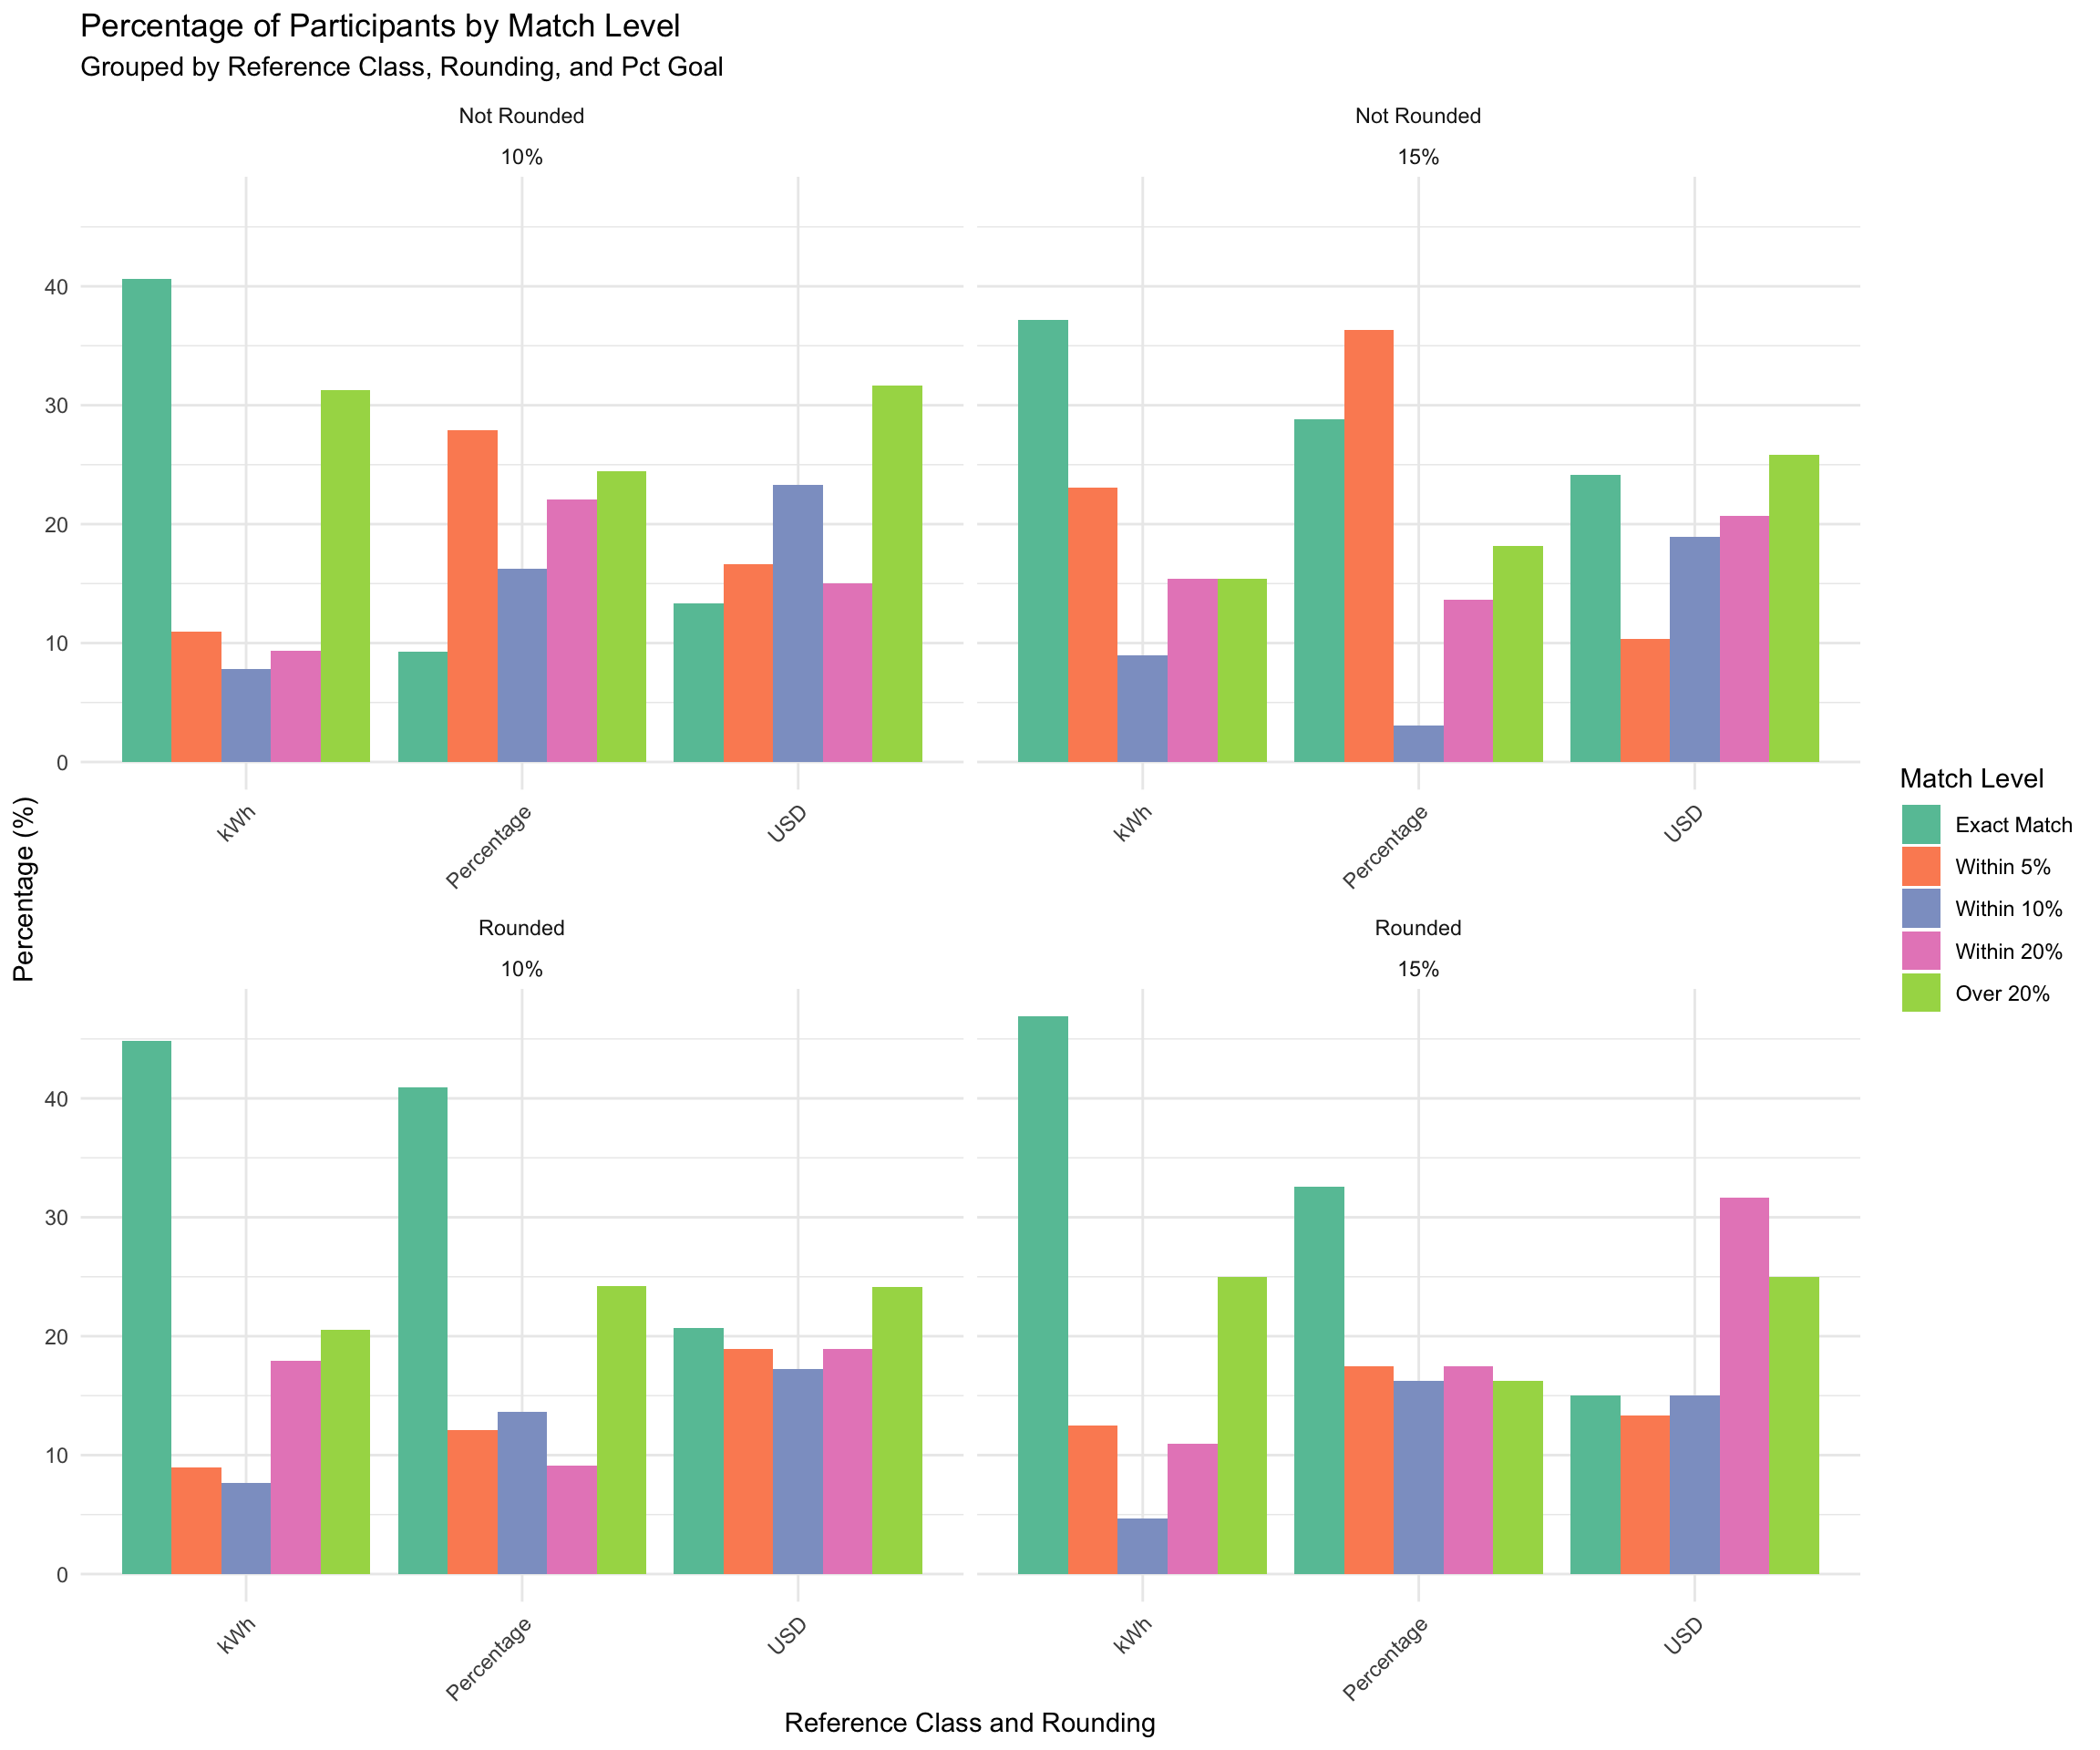 Percentage of Participants by Match Level
Grouped by Reference Class, Rounding, and Pct Goal
Not Rounded
10%
Not Rounded
15%
40
30
20
10
0
kWh
Percentage
USD
kWh
Percentage
USD
Percentage (%)
Rounded
10%
Rounded
15%
40
30
20
10
0
kWh
Percentage
USD
kWh
Percentage
USD
Reference Class and Rounding
Match Level
Exact Match
Within 5%
Within 10%
Within 20%
Over 20%